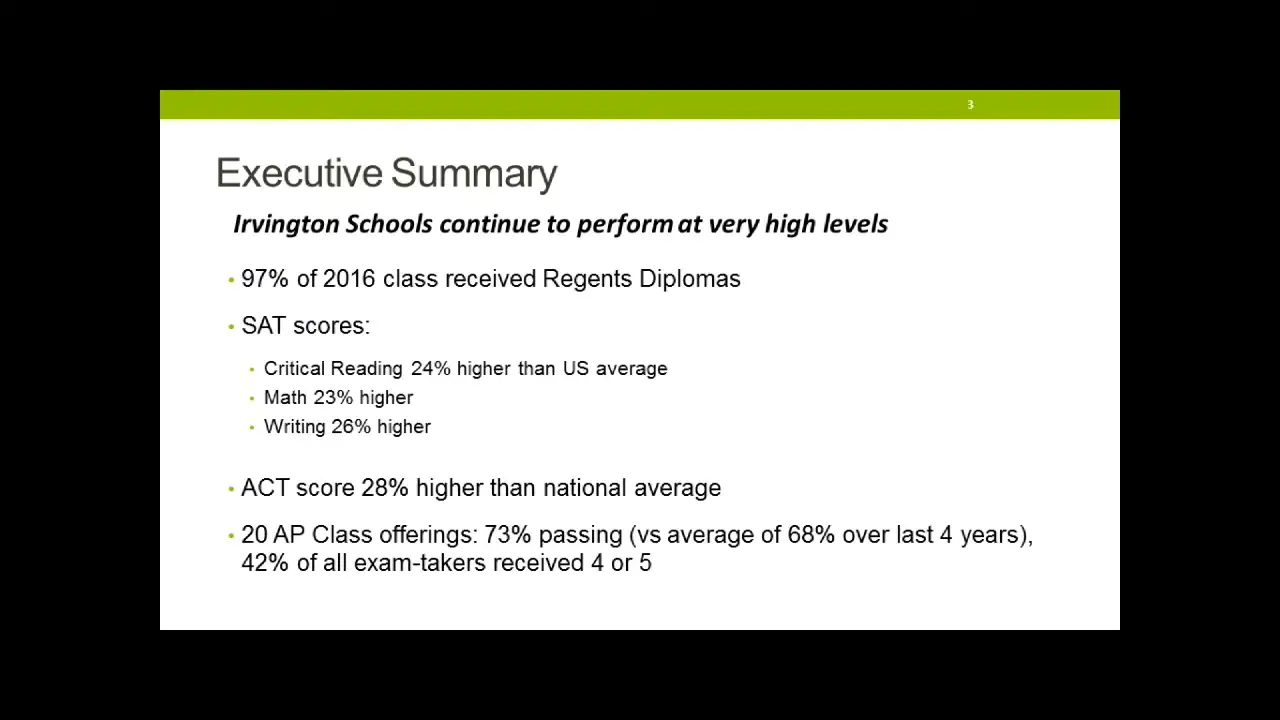 3
Executive Summary
Irvington Schools continue to perform at very high levels
• 97% of 2016 class received Regents Diplomas
• SAT scores:
• Critical Reading 24% higher than US average
• Math 23% higher
• Writing 26% higher
• ACT score 28% higher than national average
• 20 AP Class offerings: 73% passing (vs average of 68% over last 4 years),
42% of all exam-takers received 4 or 5